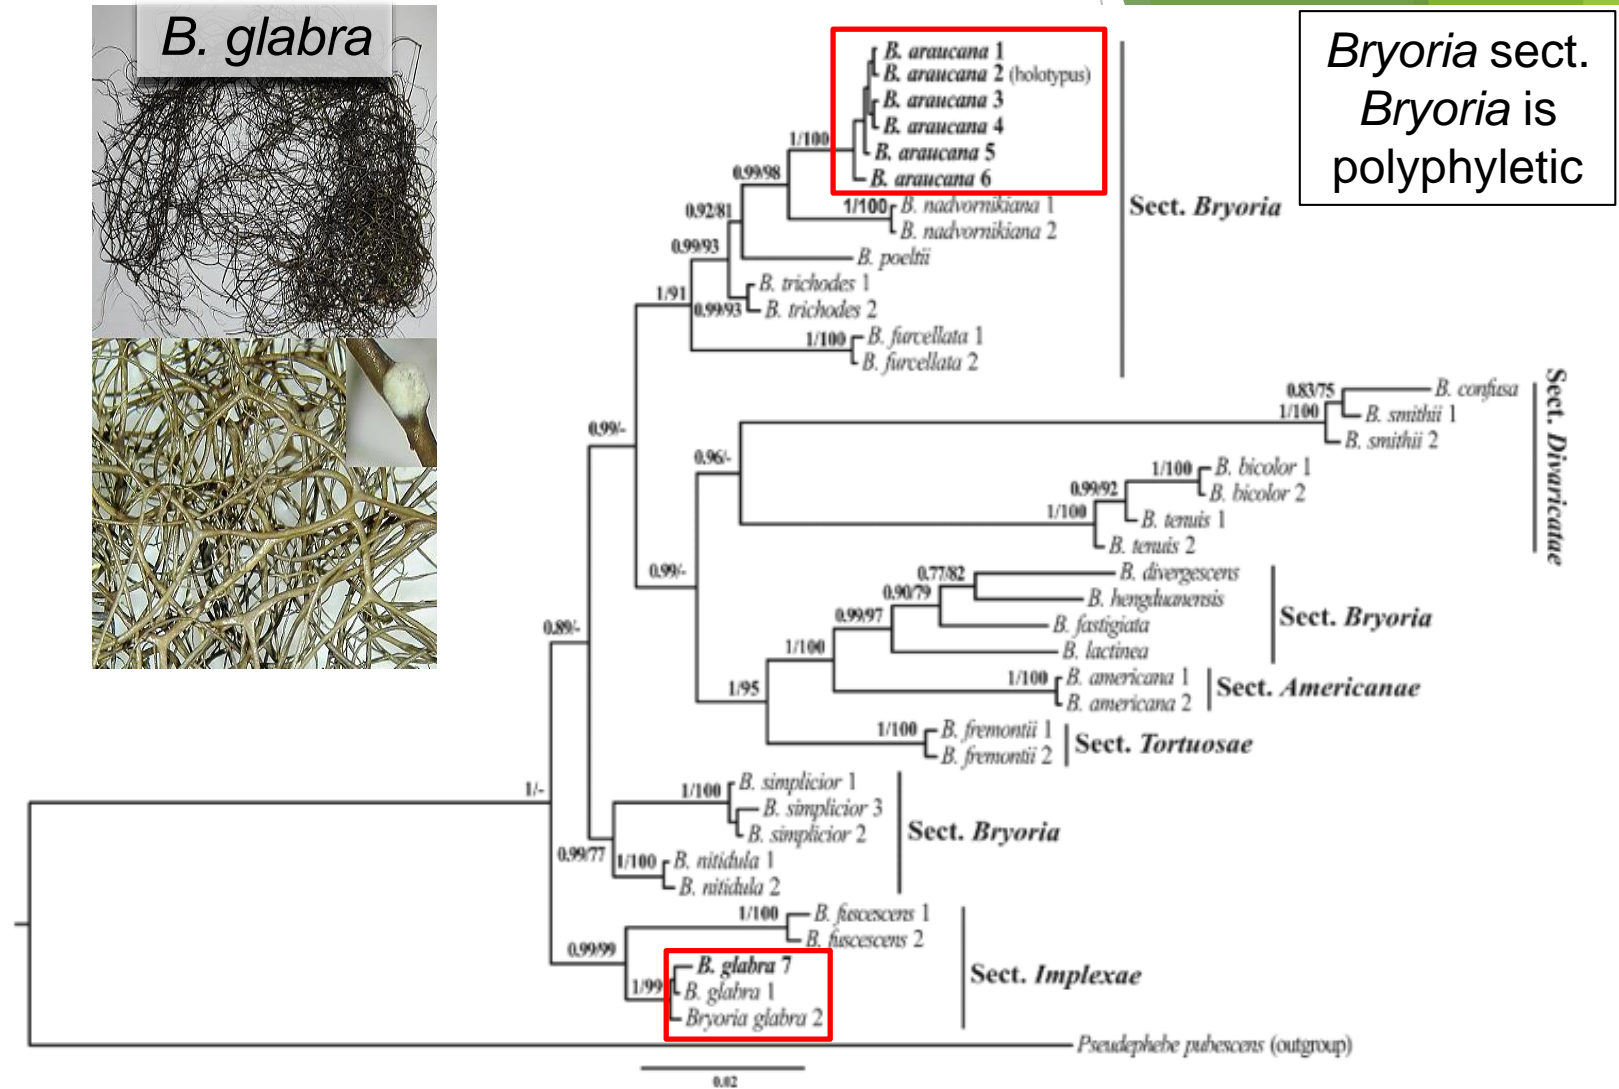 B. glabra
Bryoria sect.
Bryoria is
polyphyletic
B. araucana 1
B. araucana 2 (holotypus)
B. araucana 3
B. araucana 4
1/100
B. araucana 5
0.99/98
B. araucana 6
1/100
B. nadvornikiana 1
Sect. Bryoria
0.92/81
B. nadvornikiana 2
0.99/93
B. poeltii
B. trichodes 1
1/91
0.99/93
B. trichodes 2
1/100
B. furcellata 1
B. furcellata 2
0.83/75
B. confusa
1/100
B. smithii 1
B. smithii 2
Sect. Divaricatae
0.99/-
0.96/-
1/100
B. bicolor 1
0.99/92
B. bicolor 2
1/100
B. tenuis 1
B. tenuis 2
0.99/-
0.77/82
B. divergescens
0.90/79
B. hengduanensis
0.99/97
B. fastigiata
Sect. Bryoria
0.89/-
1/100
B. lactinea
1/100
B. americana 1
1/95
B. americana 2
Sect. Americanae
1/100
B. fremontii 1
B. fremontii 2
Sect. Tortuosae
1/-
1/100
B. simplicior 1
B. simplicior 3
B. simplicior 2
Sect. Bryoria
0.99/77
1/100
B. nitidula 1
B. nitidula 2
1/100
B. fuscescens 1
B. fuscescens 2
0.99/99
B. glabra 7
Sect. Implexae
1/99
B. glabra 1
Bryoria glabra 2
Pseudephebe pubescens (outgroup)
0.02